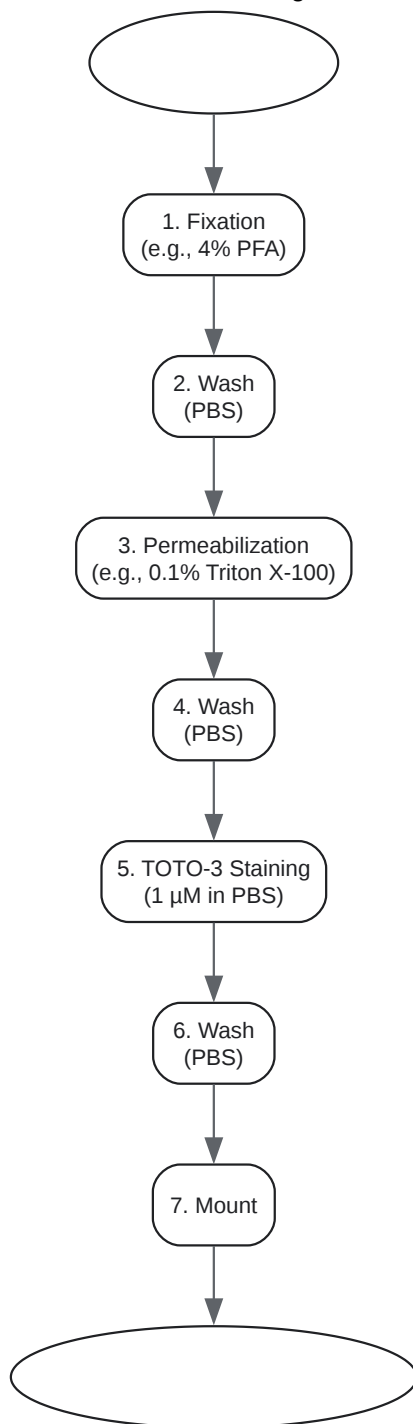 1. Fixation
(e.g., 4% PFA)
2. Wash
(PBS)
3. Permeabilization
(e.g., 0.1% Triton X-100)
4. Wash
(PBS)
5. TOTO-3 Staining
(1 µM in PBS)
6. Wash
(PBS)
7. Mount